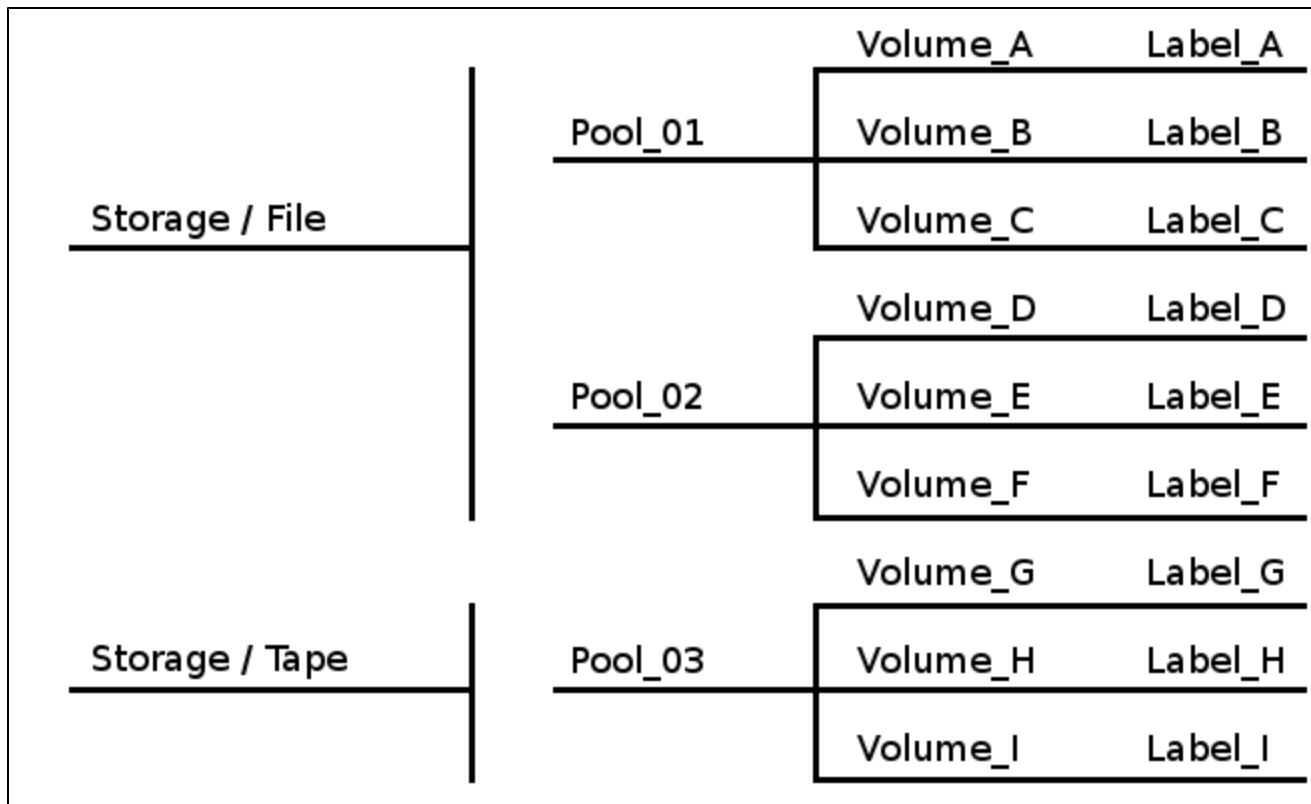 Volume_A Label_A
Pool_01 Volume_B Label_B
Storage / File Volume_C Label_C
Volume_D Label_D
Pool_02 Volume_E Label_E
Volume_F Label_F
Volume_G Label_G
Storage / Tape Pool_03 Volume_H Label_H
Volume_I Label_I